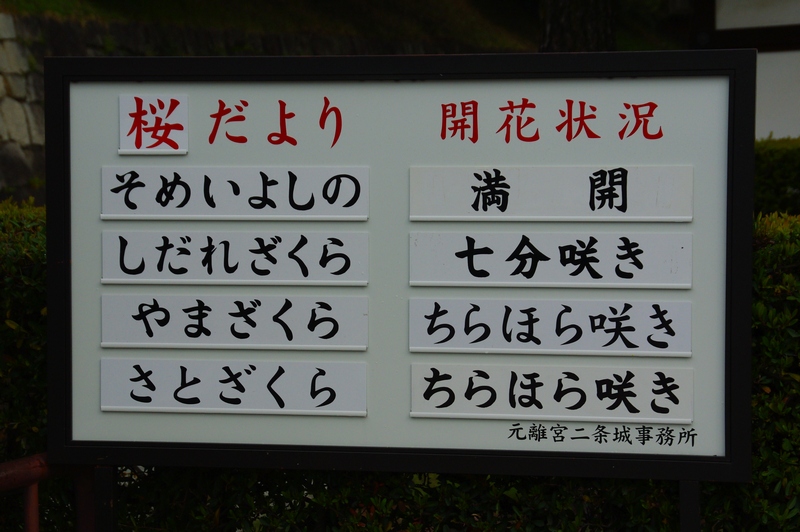 桜だより 開花状況
そめいよしの 満開
しだれざくら 七分咲き
やまざくら ちらほら咲き
さとざくら ちらほら咲き
元離宮二条城事務所